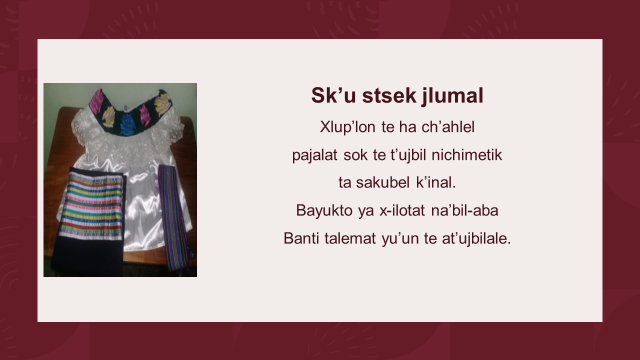 Sk’u stsek jlumal
Xlup’lon te ha ch’ahlel
pajalat sok te t’ujbil nichimetik
ta sakubel k’inal.
Bayukto ya x-ilotat na’bil-aba
Banti talemat yu’un te at’ujbilale.